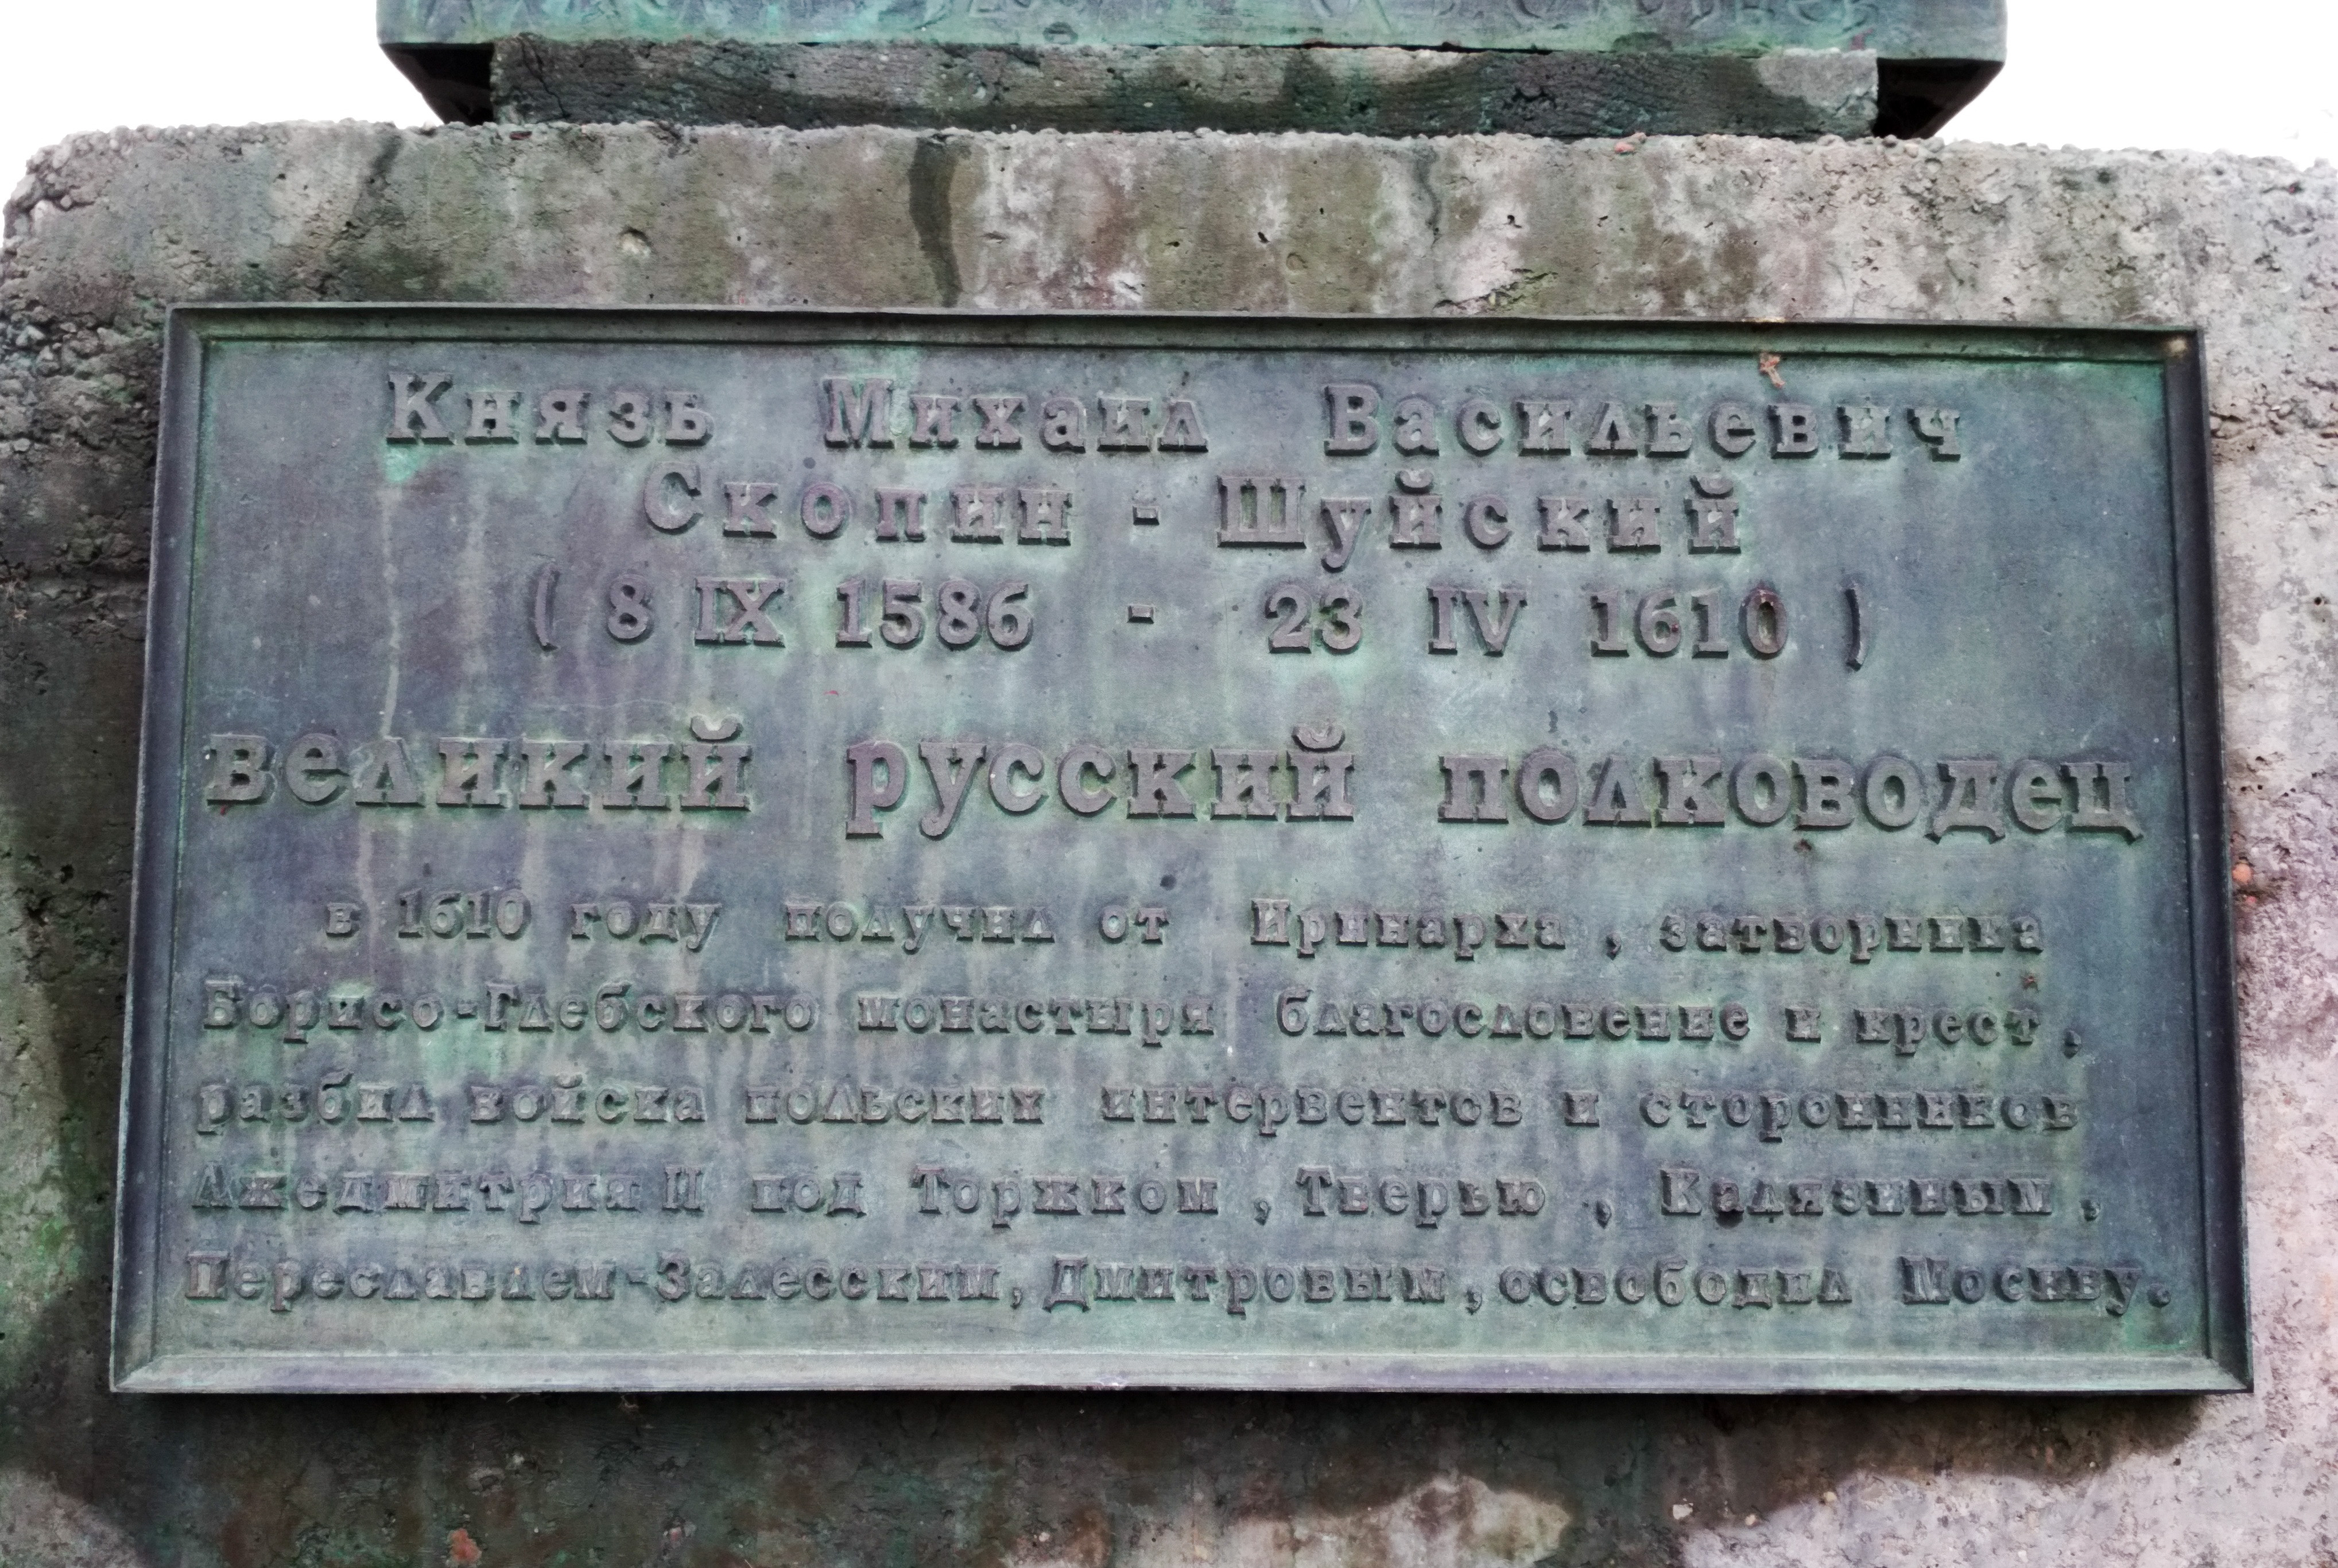 Князь Михаил Васильевич
Скопин - Шуйский
( 8 IX 1586 - 23 IV 1610 )
великий русский полководец
в 1610 году получил от Иринарха , затворника
Борисо-Глебского монастыря благословение и крест ,
разбил войска польских интервентов и сторонников
Лжедмитрия II под Торжком , Тверью , Калязиным ,
Переславлем-Залесским, Дмитровым , освободил Москву.